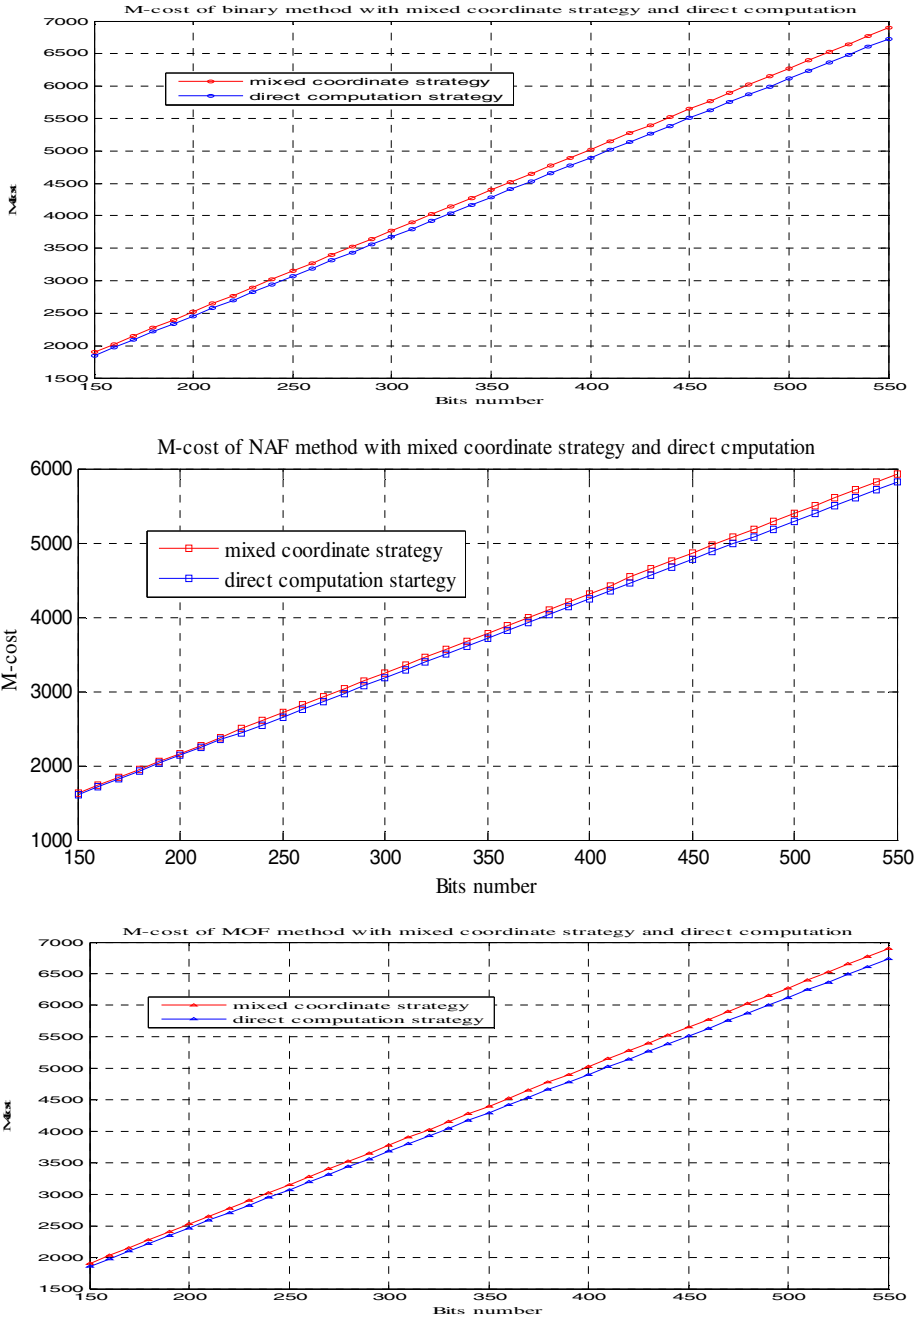 M-cost of binary method with mixed coordinate strategy and direct computation
7000
6500
6000
5500
5000
4500
4000
3500
3000
2500
2000
1500
mixed coordinate strategy
direct computation strategy
150 200 250 300 350 400 450 500 550
Bits number
M-cost of NAF method with mixed coordinate strategy and direct cmputation
6000
5000
4000
3000
2000
1000
M-cost
mixed coordinate strategy
direct computation startegy
150 200 250 300 350 400 450 500 550
Bits number
M-cost of MOF method with mixed coordinate strategy and direct computation
7000
6500
6000
5500
5000
4500
4000
3500
3000
2500
2000
1500
mixed coordinate strategy
direct computation strategy
150 200 250 300 350 400 450 500 550
Bits number